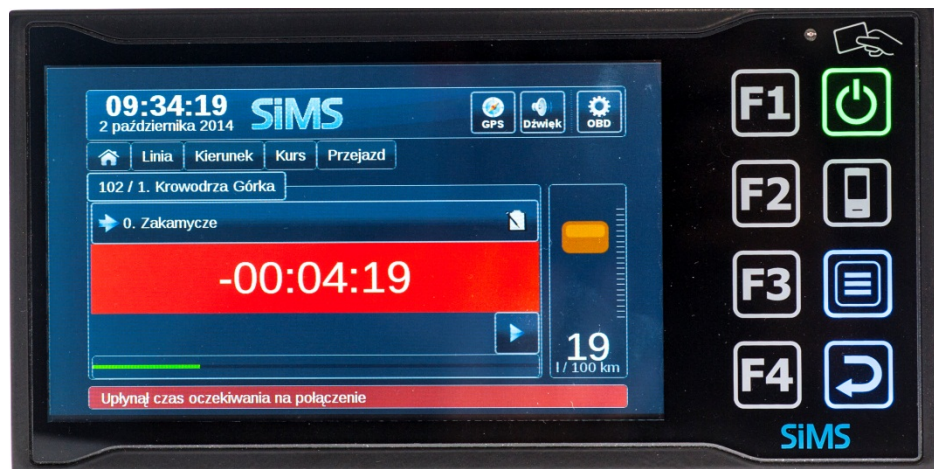 09:34:19
2 października 2014
SiMS
GPS
Dźwięk
OBD
Linia
Kierunek
Kurs
Przejazd
102 / 1. Krowodrza Górka
0. Zakamycze
-00:04:19
19
l / 100 km
Upłynął czas oczekiwania na połączenie
F1
F2
F3
F4
SiMS